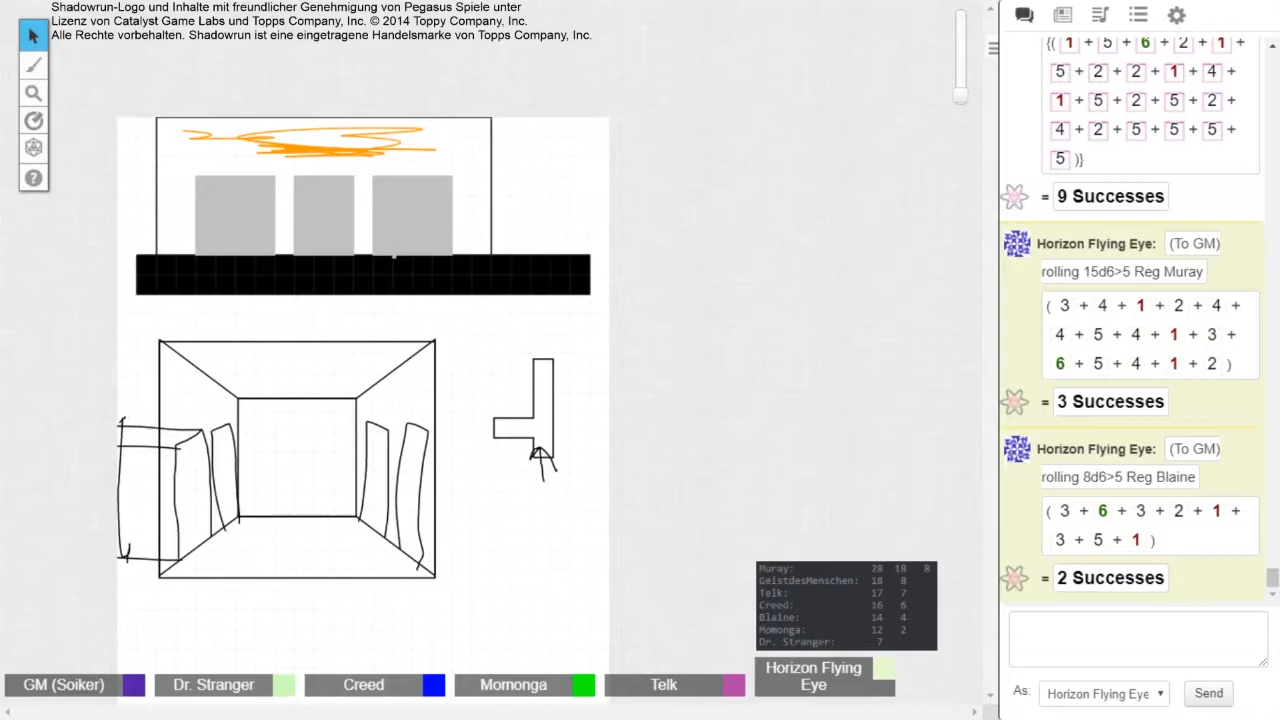 Shadowrun-Logo und Inhalte mit freundlicher Genehmigung von Pegasus Spiele unter
Lizenz von Catalyst Game Labs und Topps Company, Inc. © 2014 Toppy Company, Inc.
Alle Rechte vorbehalten. Shadowrun ist eine eingetragene Handelsmarke von Topps Company, Inc.
{( 1 + 5 + 6 + 2 + 1 +
5 + 2 + 2 + 1 + 4 +
1 + 5 + 2 + 5 + 2 +
4 + 2 + 5 + 5 + 5 +
5 )}
= 9 Successes
Horizon Flying Eye: (To GM)
rolling 15d6>5 Reg Muray
( 3 + 4 + 1 + 2 + 4 +
4 + 5 + 4 + 1 + 3 +
6 + 5 + 4 + 1 + 2 )
= 3 Successes
Horizon Flying Eye: (To GM)
rolling 8d6>5 Reg Blaine
( 3 + 6 + 3 + 2 + 1 +
3 + 5 + 1 )
= 2 Successes
Muray: 28 18 8
GeistdesMenschen: 18 8
Telk: 17 7
Creed: 16 6
Blaine: 14 4
Momonga: 12 2
Dr. Stranger: 7
GM (Soiker)
Dr. Stranger
Creed
Momonga
Telk
Horizon Flying
Eye
As: Horizon Flying Eye
Send